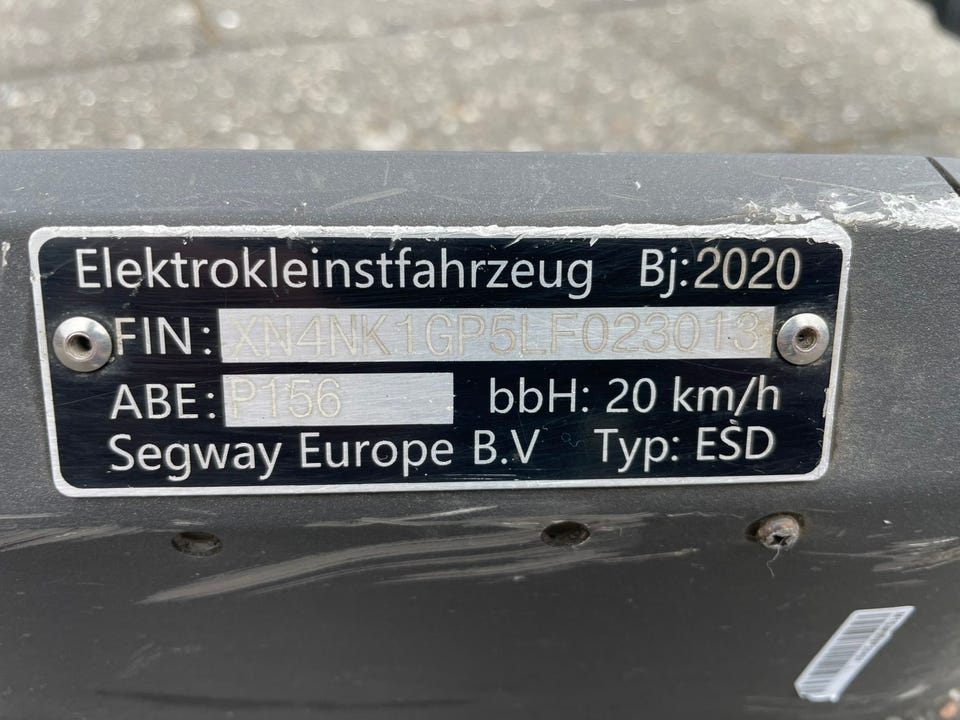 Elektrokleinstfahrzeug Bj:2020
FIN: XN4NK1GP5LF023013
ABE: P156 bbH: 20 km/h
Segway Europe B.V Typ: ESD